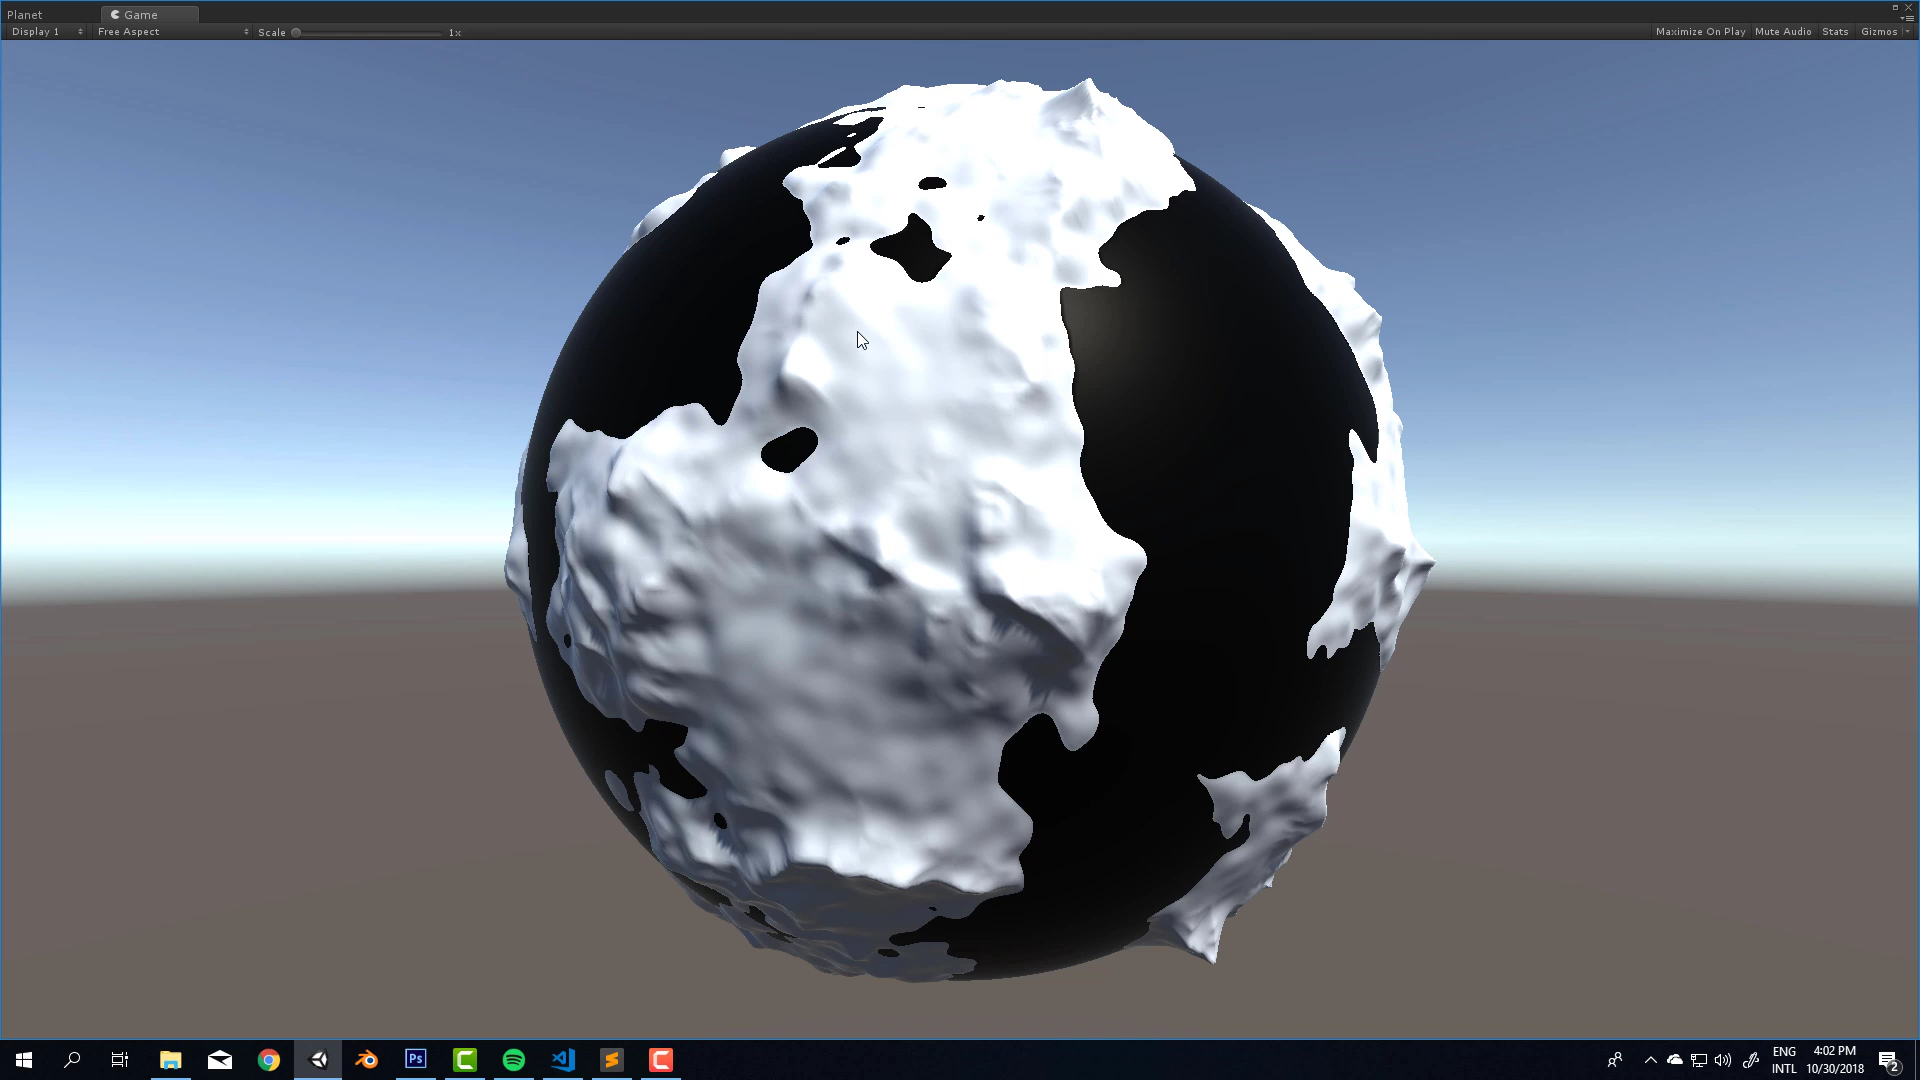 Planet
Game
Display 1
Free Aspect
Scale
1x
Maximize On Play
Mute Audio
Stats
Gizmos
Ps
ENG
INTL
4:02 PM
10/30/2018
2